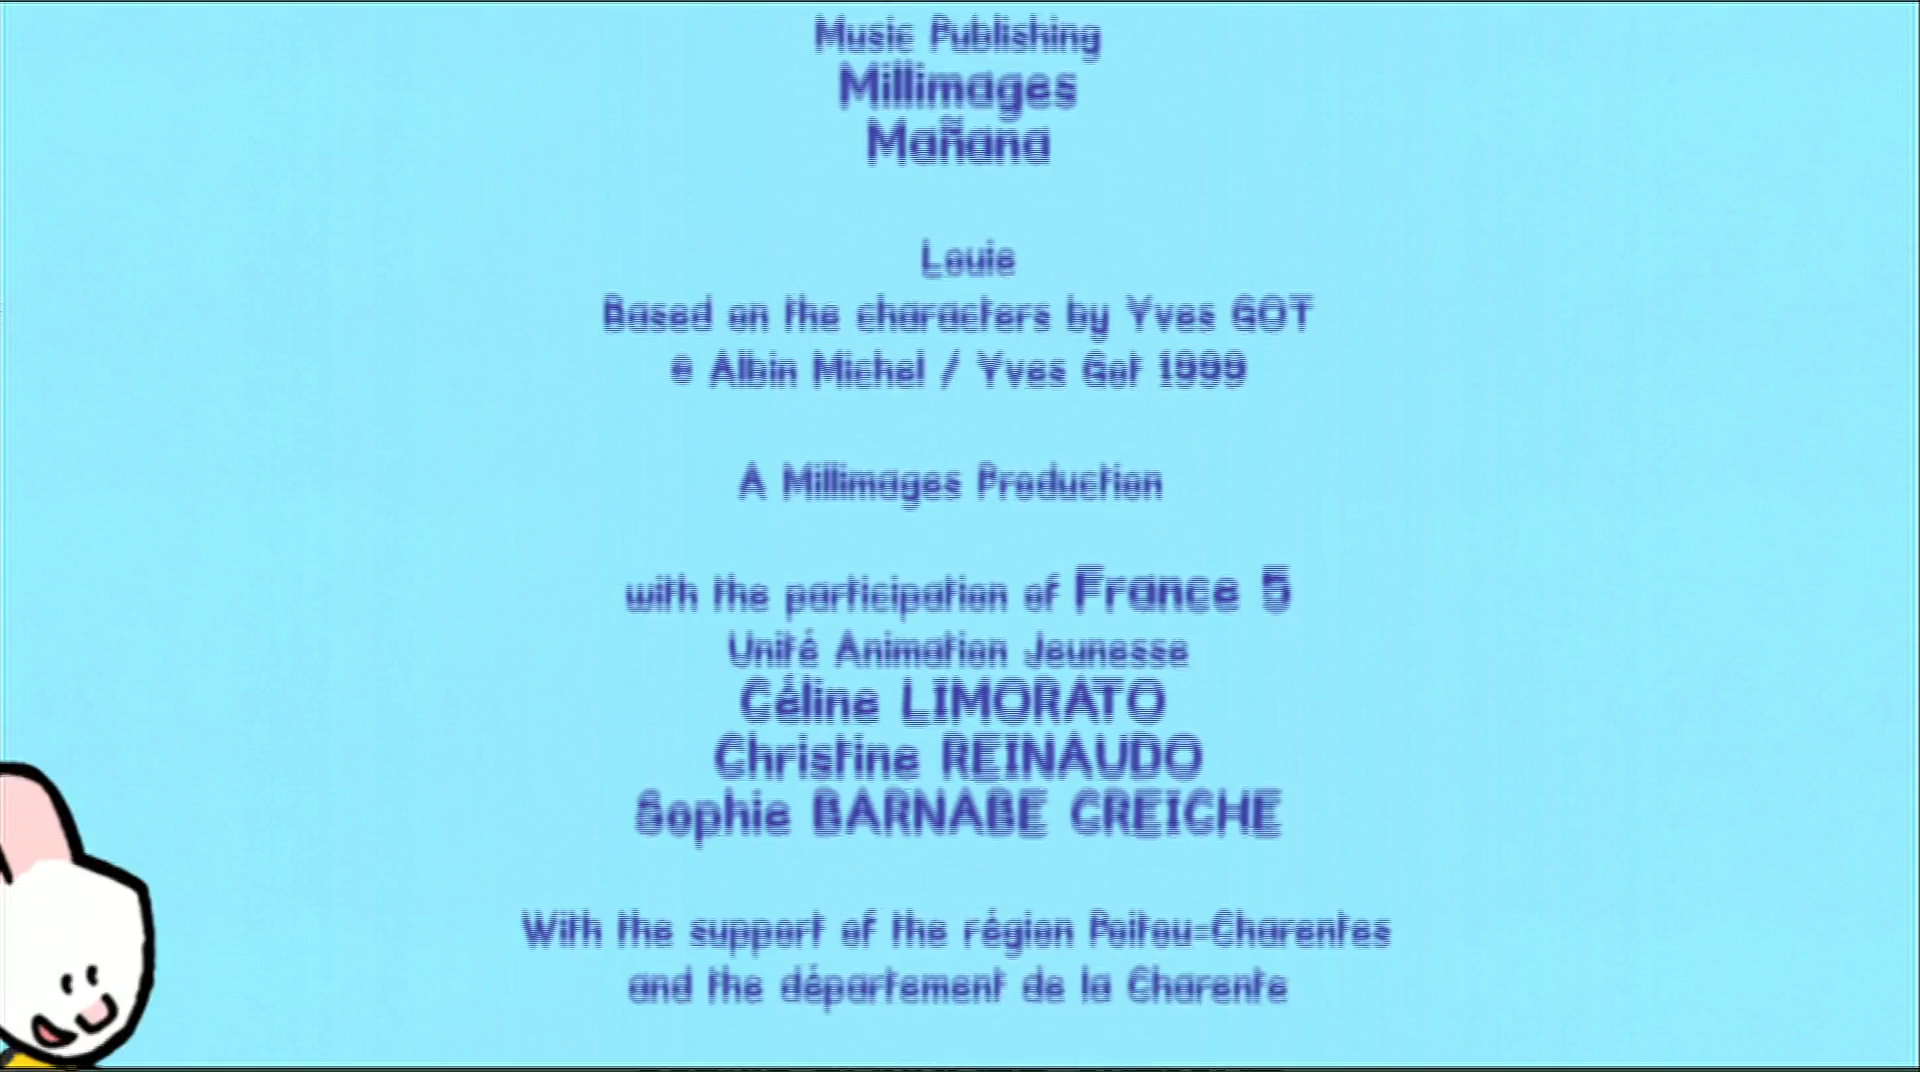 Music Publishing
Millimages
Mañana
Louie
Based on the characters by Yves GOT
© Albin Michel / Yves Got 1999
A Millimages Production
with the participation of France 5
Unité Animation Jeunesse
Céline LIMORATO
Christine REINAUDO
Sophie BARNABE CREICHE
With the support of the région Poitou-Charentes
and the département de la Charente